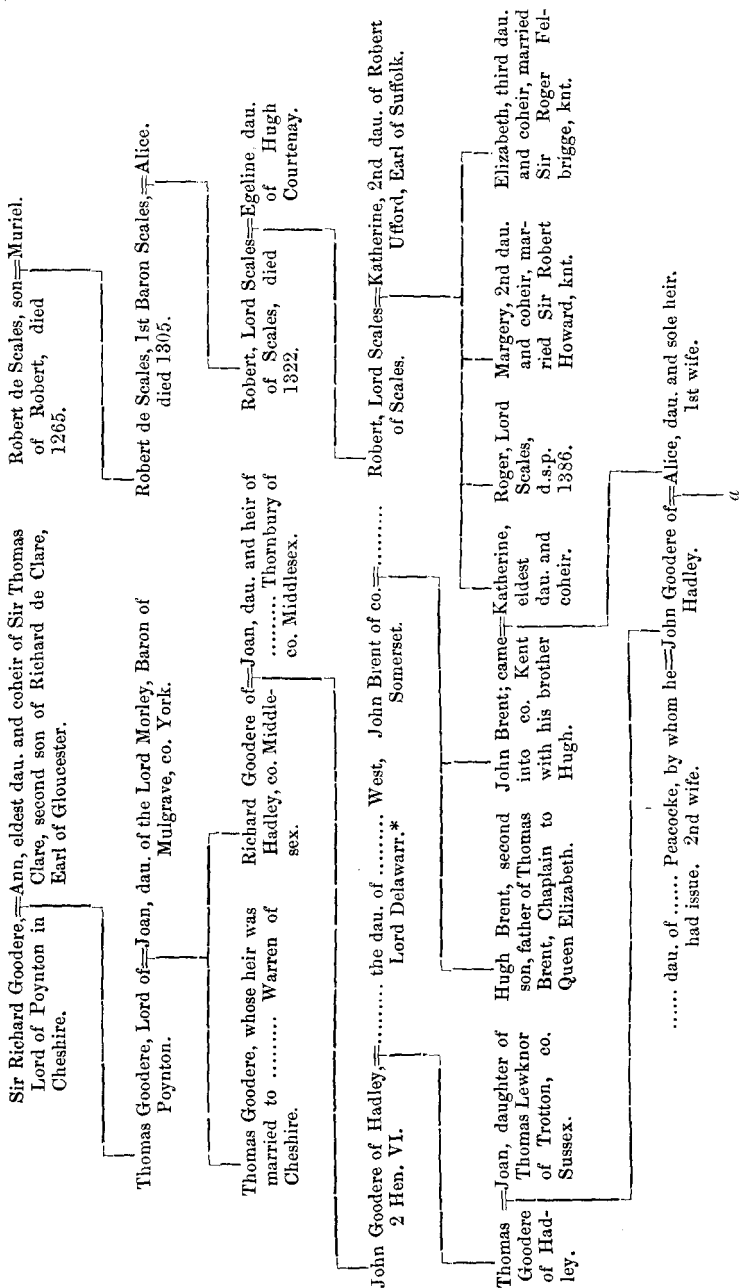 Sir Richard Goodere,=Ann, eldest dau. and coheir of Sir Thomas
Lord of Poynton in
Cheshire.
Clare, second son of Richard de Clare,
Earl of Gloucester.
Robert de Scales, son=Muriel.
of Robert, died
1265.
Thomas Goodere, Lord of=Joan, dau. of the Lord Morley, Baron of
Poynton.
Mulgrave, co. York.
Robert de Scales, 1st Baron Scales,=Alice.
died 1305.
Thomas Goodere, whose heir was
married to ......... Warren of
Cheshire.
Richard Goodere of=Joan, dau. and heir of
Hadley, co. Middle-
sex.
......... Thornbury of
co. Middlesex.
Robert, Lord Scales=Egeline, dau.
of Scales, died
1322.
of Hugh
Courtenay.
John Goodere of Hadley,=......... the dau. of ......... West,
2 Hen. VI.
Lord Delawarr.*
John Brent of co.=.........
Somerset.
Robert, Lord Scales=Katherine, 2nd dau. of Robert
of Scales.
Ufford, Earl of Suffolk.
Thomas
Goodere
of Had-
ley.
=Joan, daughter of
Thomas Lewknor
of Trotton, co.
Sussex.
Hugh Brent, second
son, father of Thomas
Brent, Chaplain to
Queen Elizabeth.
John Brent; came=Katherine,
into co. Kent
with his brother
Hugh.
eldest
dau. and
coheir.
Roger, Lord
Scales,
d.s.p.
1386.
Margery, 2nd dau.
and coheir, mar-
ried Sir Robert
Howard, knt.
Elizabeth, third dau.
and coheir, married
Sir Roger Fel-
brigge, knt.
...... dau. of ...... Peacocke, by whom he=John Goodere of=Alice, dau. and sole heir.
had issue. 2nd wife.
Hadley.
1st wife.
a